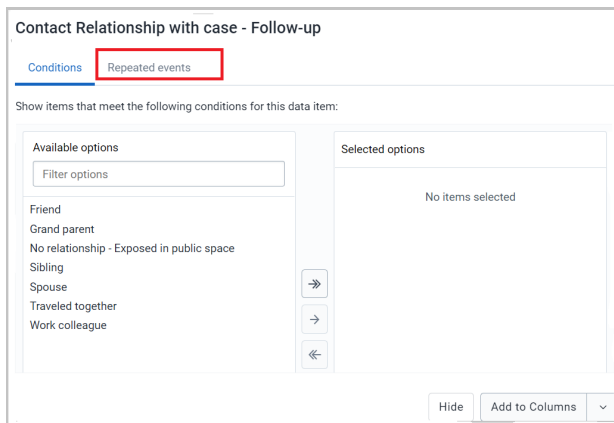 Contact Relationship with case - Follow-up
Conditions
Repeated events
Show items that meet the following conditions for this data item:
Available options
Filter options
Friend
Grand parent
No relationship - Exposed in public space
Sibling
Spouse
Traveled together
Work colleague
Selected options
No items selected
Hide
Add to Columns